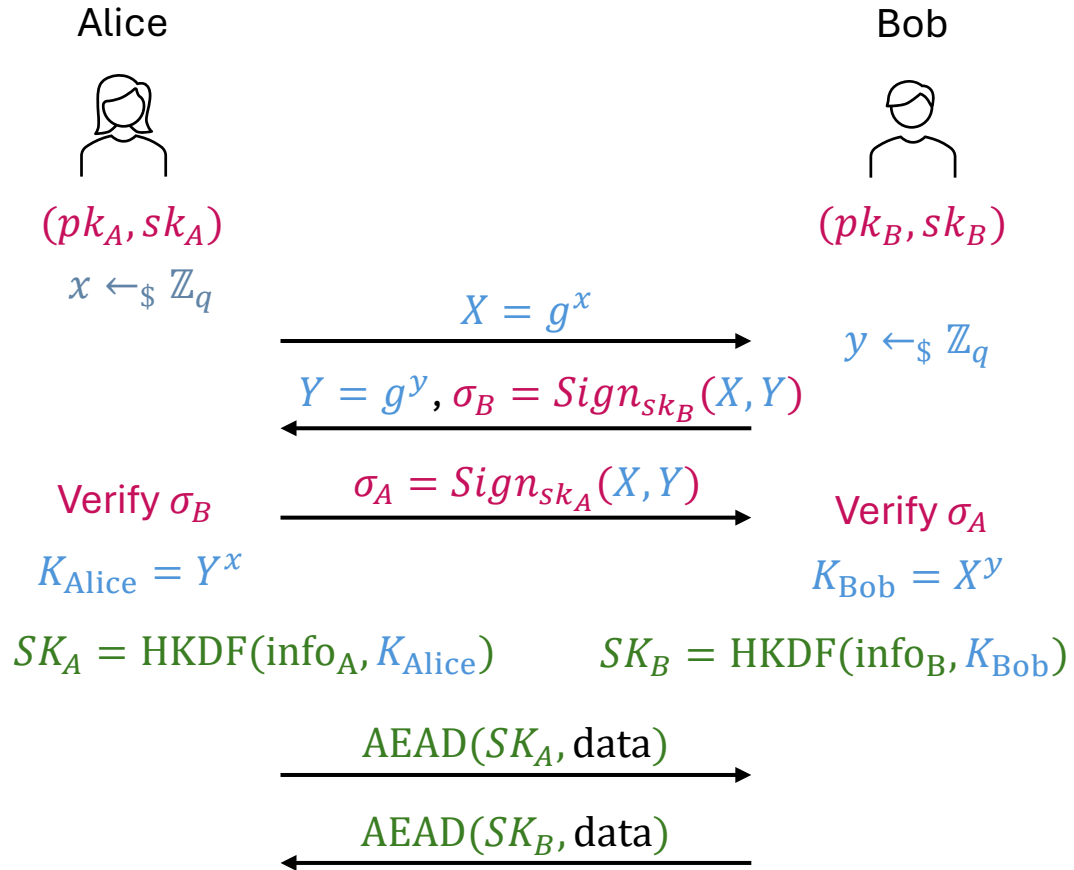 Alice
Bob
(pk_A, sk_A)
(pk_B, sk_B)
x ←_$ ℤ_q
X = g^x
y ←_$ ℤ_q
Y = g^y, σ_B = Sign_{sk_B}(X, Y)
σ_A = Sign_{sk_A}(X, Y)
Verify σ_B
Verify σ_A
K_Alice = Y^x
K_Bob = X^y
SK_A = HKDF(info_A, K_Alice)
SK_B = HKDF(info_B, K_Bob)
AEAD(SK_A, data)
AEAD(SK_B, data)